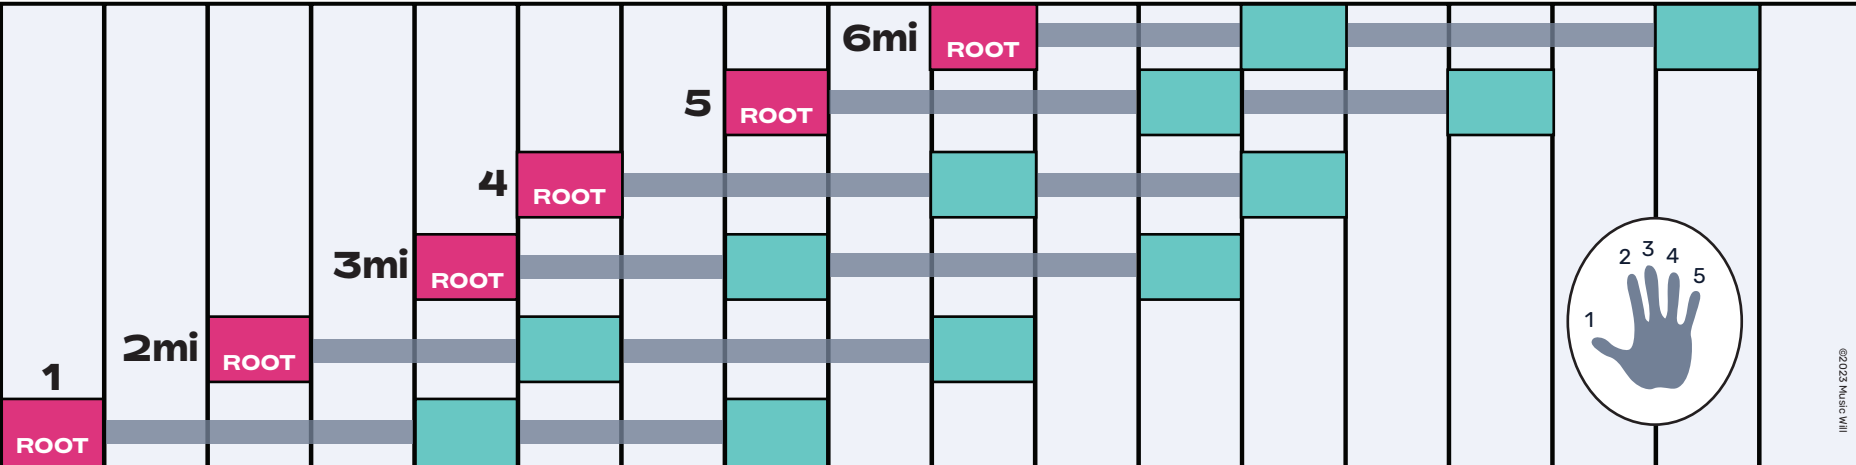 6mi ROOT
5 ROOT
4 ROOT
3mi ROOT
2mi ROOT
1
ROOT
1 2 3 4 5
©2023 Music Will